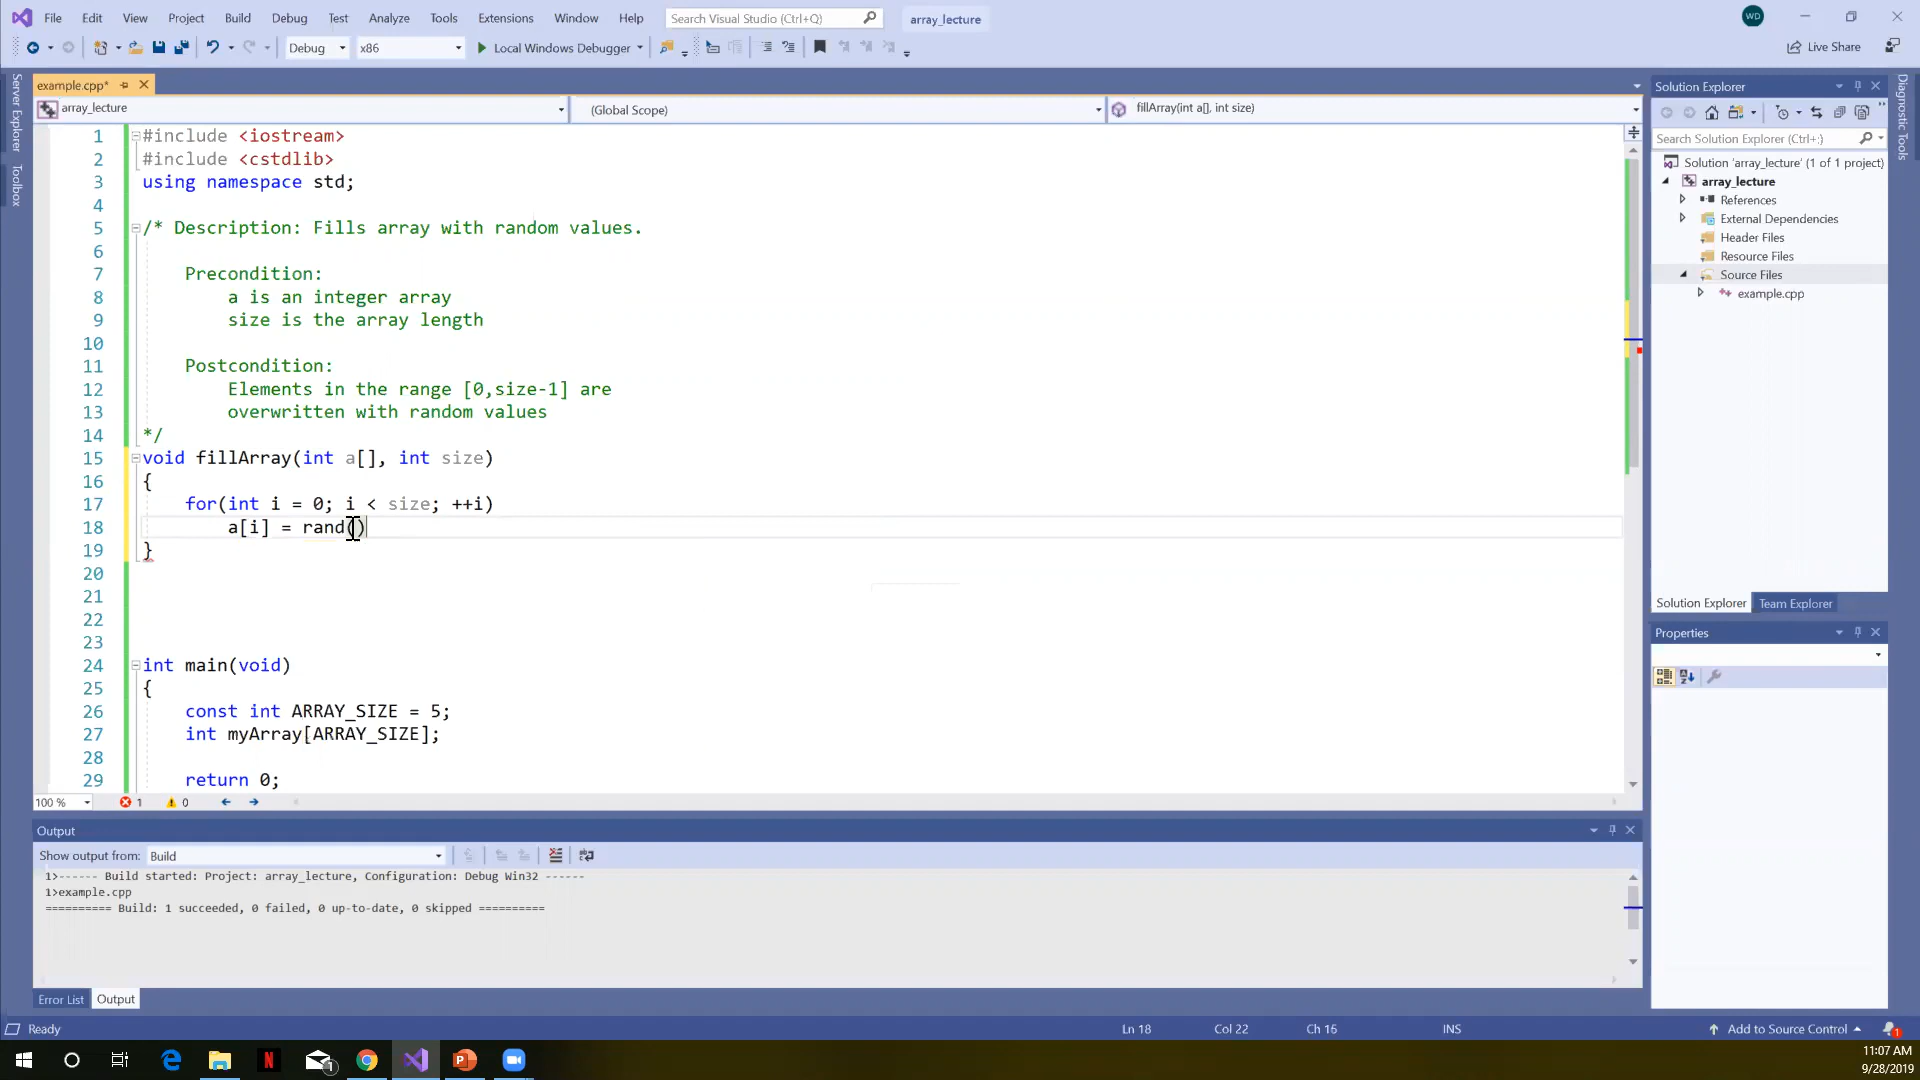 File Edit View Project Build Debug Test Analyze Tools Extensions Window Help Search Visual Studio (Ctrl+Q) array_lecture WD
Debug x86 Local Windows Debugger Live Share
example.cpp*
array_lecture (Global Scope) fillArray(int a[], int size)
Server Explorer
Toolbox
1 #include <iostream>
2 #include <cstdlib>
3 using namespace std;
4
5 /* Description: Fills array with random values.
6
7 Precondition:
8 a is an integer array
9 size is the array length
10
11 Postcondition:
12 Elements in the range [0,size-1] are
13 overwritten with random values
14 */
15 void fillArray(int a[], int size)
16 {
17 for(int i = 0; i < size; ++i)
18 a[i] = rand()
19 }
20
21
22
23
24 int main(void)
25 {
26 const int ARRAY_SIZE = 5;
27 int myArray[ARRAY_SIZE];
28
29 return 0;
100 % 1 0
Output
Show output from: Build
1>------ Build started: Project: array_lecture, Configuration: Debug Win32 ------
1>example.cpp
========== Build: 1 succeeded, 0 failed, 0 up-to-date, 0 skipped ==========
Error List Output
Solution Explorer
Search Solution Explorer (Ctrl+;)
Solution 'array_lecture' (1 of 1 project)
array_lecture
References
External Dependencies
Header Files
Resource Files
Source Files
example.cpp
Solution Explorer Team Explorer
Properties
Diagnostic Tools
Ready Ln 18 Col 22 Ch 16 INS Add to Source Control 1
11:07 AM
9/28/2019